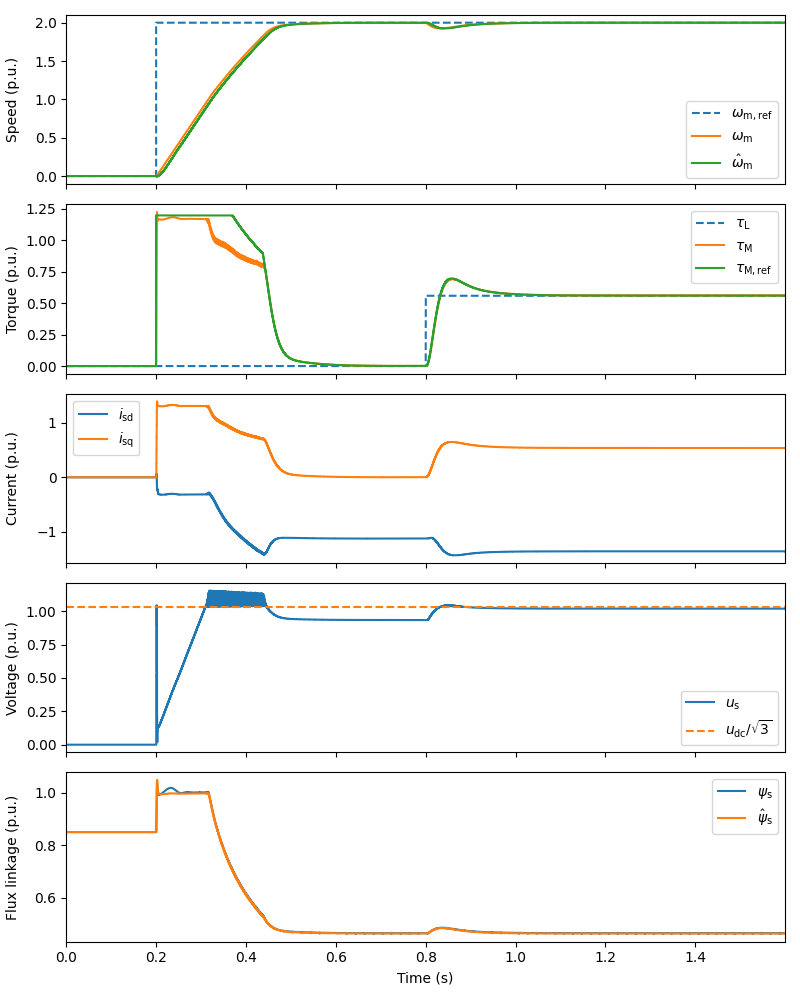 2.0
1.5
1.0
0.5
0.0
Speed (p.u.)
ω_m,ref
ω_m
ω̂_m
1.25
1.00
0.75
0.50
0.25
0.00
Torque (p.u.)
τ_L
τ_M
τ_M,ref
1
0
−1
Current (p.u.)
i_sd
i_sq
1.00
0.75
0.50
0.25
0.00
Voltage (p.u.)
u_s
u_dc/√3
1.0
0.8
0.6
Flux linkage (p.u.)
ψ_s
ψ̂_s
0.0 0.2 0.4 0.6 0.8 1.0 1.2 1.4
Time (s)